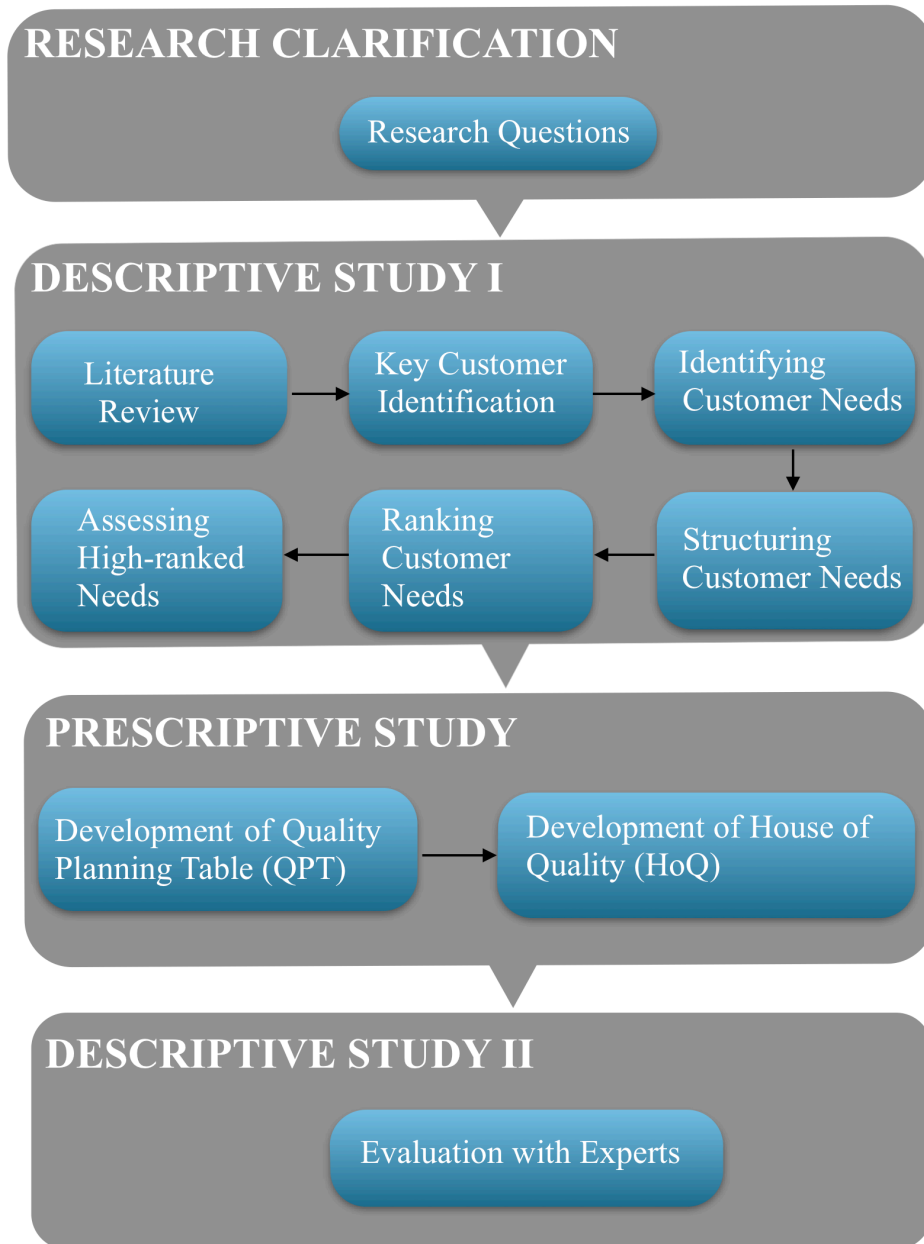 RESEARCH CLARIFICATION
Research Questions
DESCRIPTIVE STUDY I
Literature
Review
Key Customer
Identification
Identifying
Customer Needs
Structuring
Customer Needs
Ranking
Customer
Needs
Assessing
High-ranked
Needs
PRESCRIPTIVE STUDY
Development of Quality
Planning Table (QPT)
Development of House of
Quality (HoQ)
DESCRIPTIVE STUDY II
Evaluation with Experts